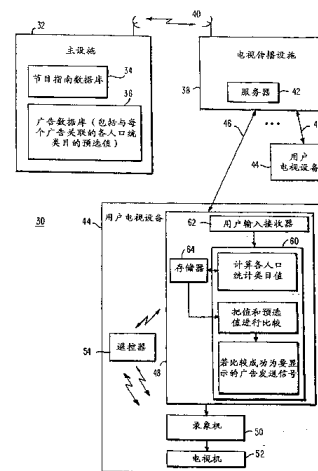 32
主设施
节目指南数据库
34
36
广告数据库(包括与每
个广告关联的各人口统
计类目的预选值)
40
电视传播设施
38
服务器
42
46
44
用户
电视设备
30
44
用户电视设备
62
用户输入接收器
64
60
存储器
计算各人口
统计类目值
把值和预选
值进行比较
若比较成功为要显
示的广告发送信号
遥控器
54
48
录象机
50
电视机
52